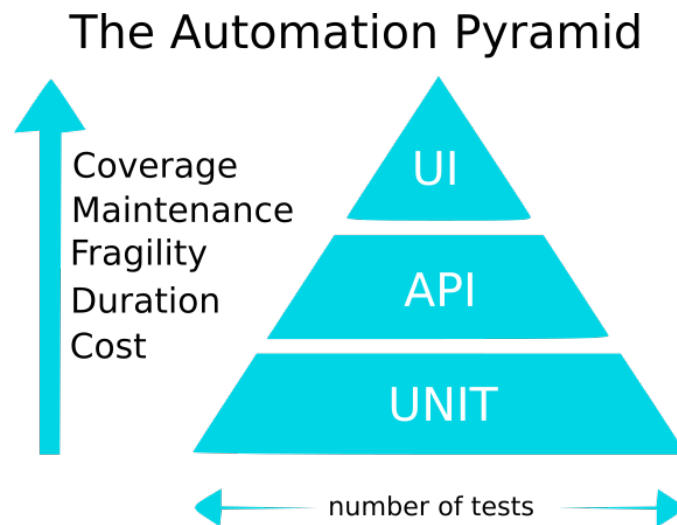 The Automation Pyramid
Coverage
Maintenance
Fragility
Duration
Cost
UI
API
UNIT
number of tests